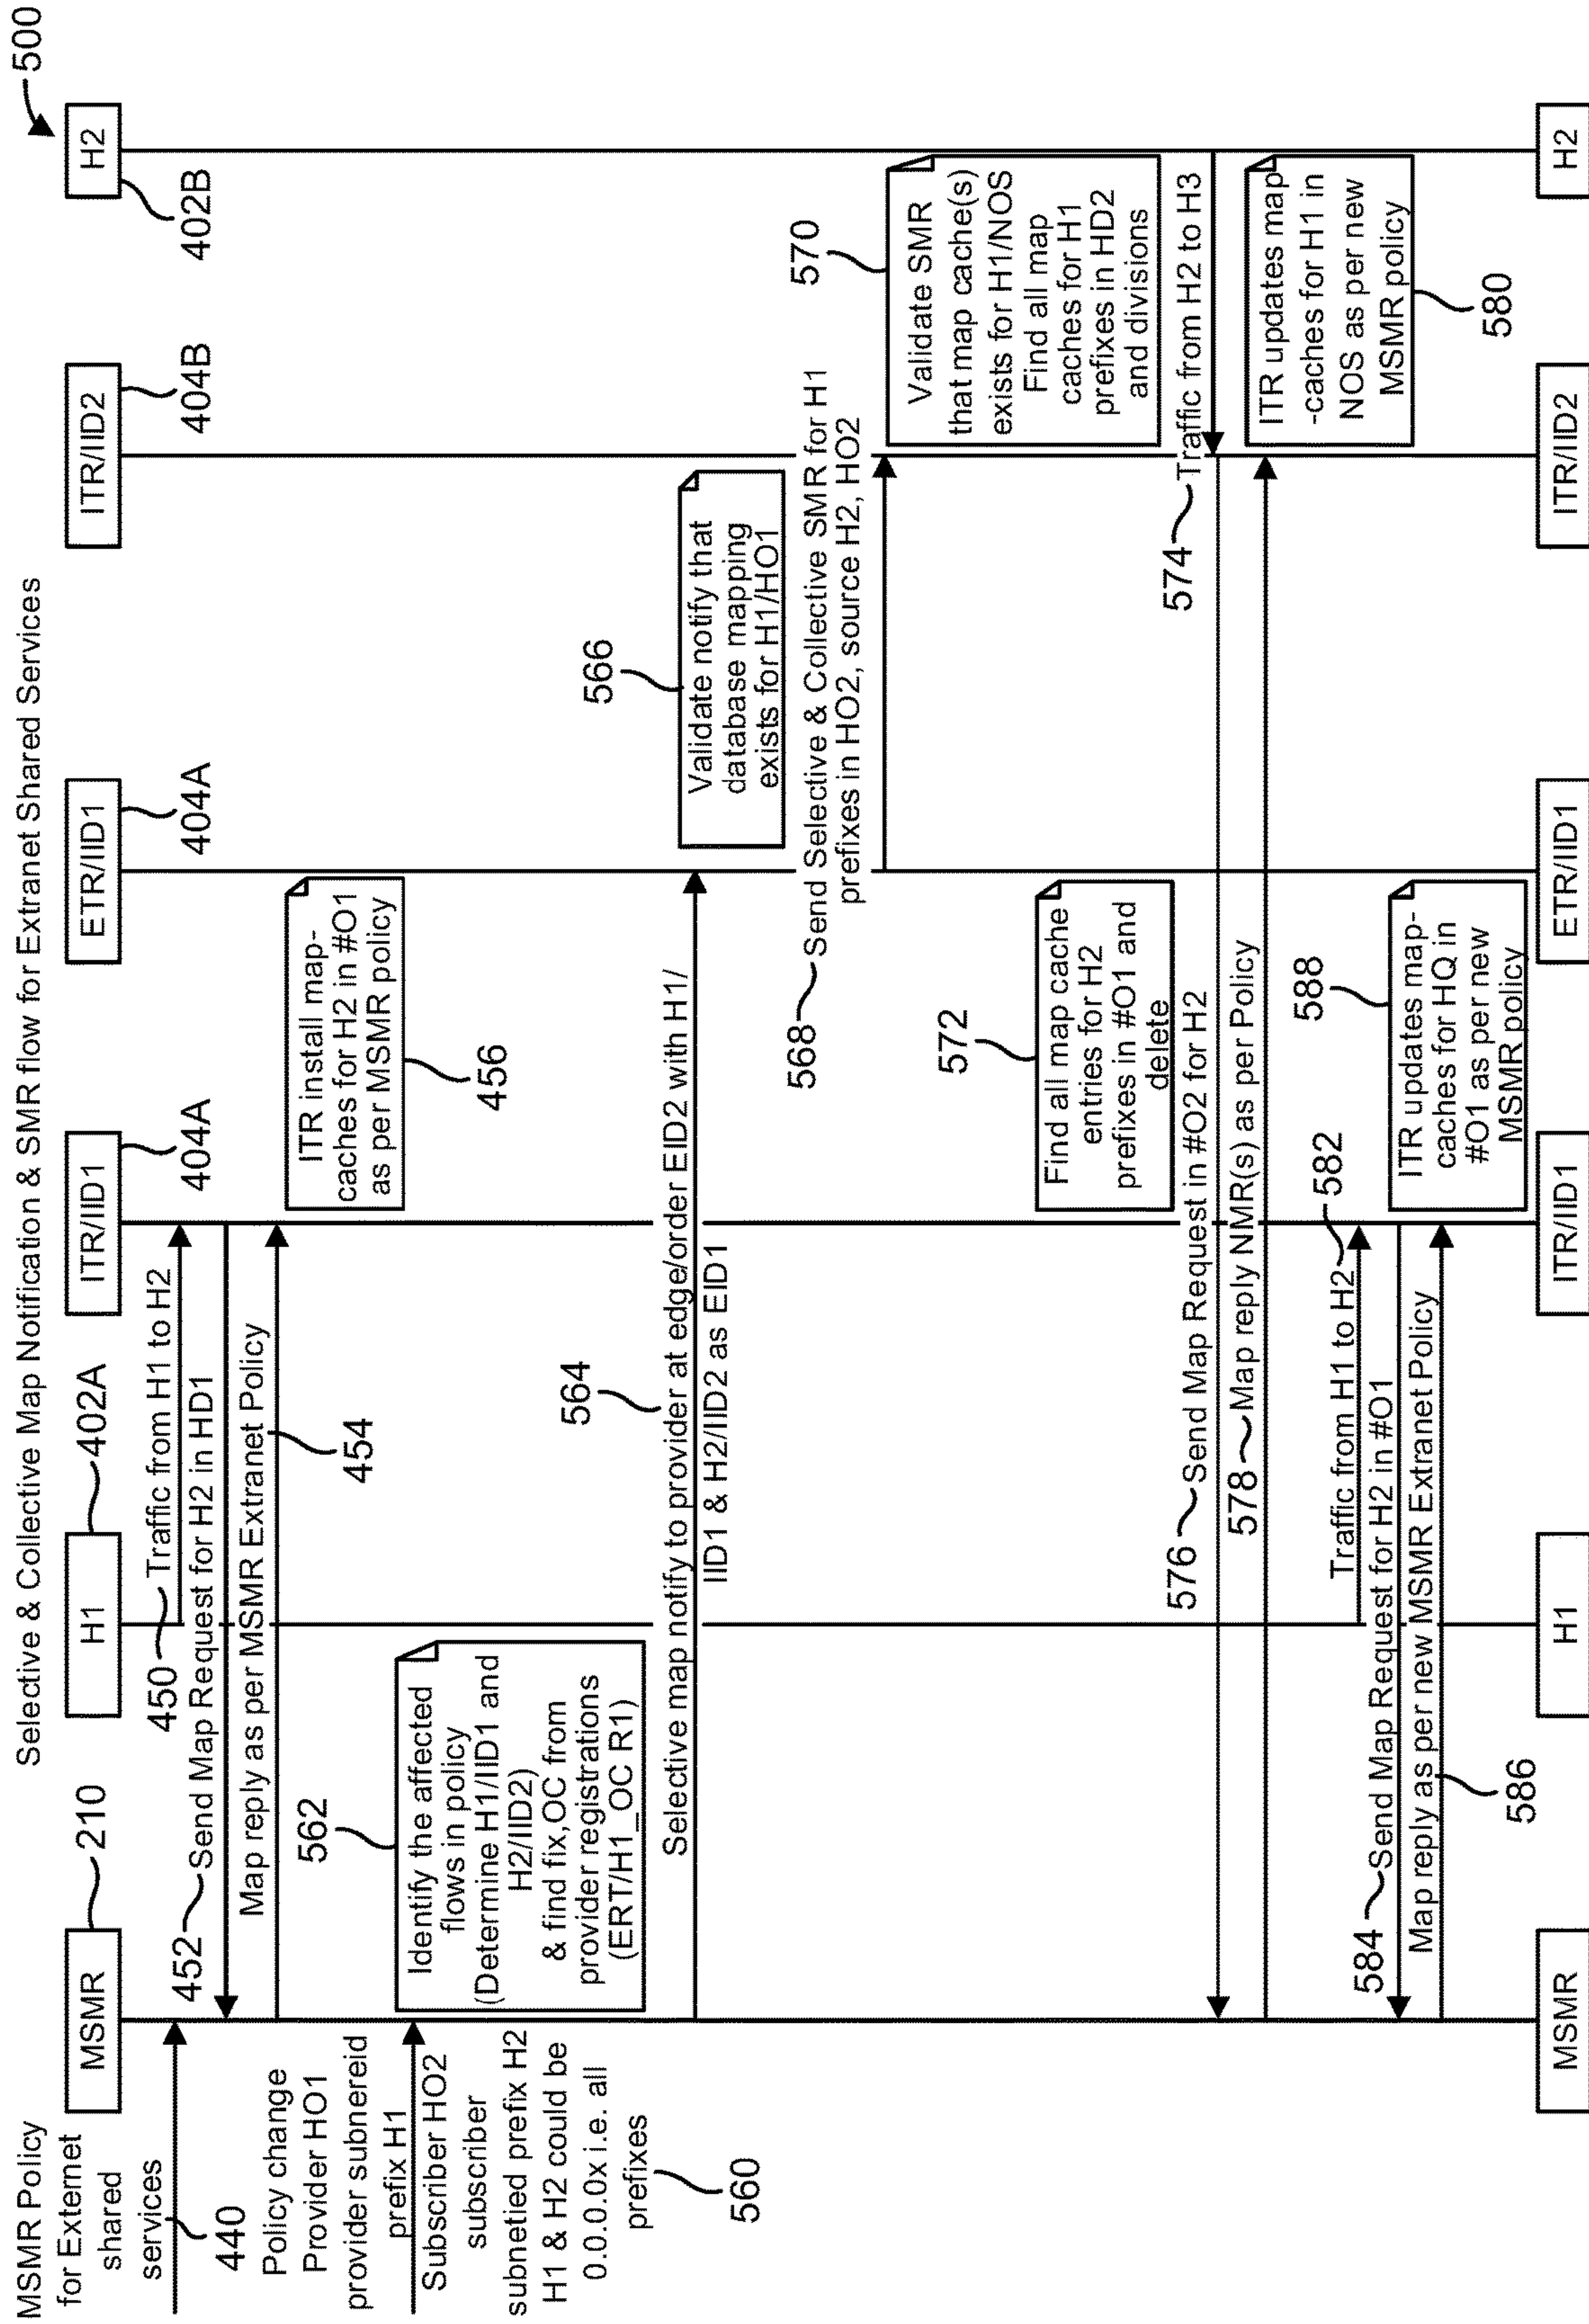 Selective & Collective Map Notification & SMR flow for Extranet Shared Services
500
MSMR
210
H1
402A
ITR/IID1
404A
ETR/IID1
404A
ITR/IID2
404B
H2
402B
MSMR Policy
for External
shared
services
440
450
Traffic from H1 to H2
452
Send Map Request for H2 in HD1
Map reply as per MSMR Extranet Policy
454
ITR install map-
caches for H2 in #O1
as per MSMR policy
456
Policy change
Provider HO1
provider subnereid
prefix H1
Subscriber HO2
subscriber
subnetied prefix H2
H1 & H2 could be
0.0.0.0x i.e. all
prefixes
560
562
Identify the affected
flows in policy
(Determine H1/IID1 and
H2/IID2)
& find fix,OC from
provider registrations
(ERT/H1_OC R1)
564
Selective map notify to provider at edge/order EID2 with H1/
IID1 & H2/IID2 as EID1
566
Validate notify that
database mapping
exists for H1/HO1
568
Send Selective & Collective SMR for H1
prefixes in HO2, source H2, HO2
570
Validate SMR
that map cache(s)
exists for H1/NOS
Find all map
caches for H1
prefixes in HD2
and divisions
572
Find all map cache
entries for H2
prefixes in #O1 and
delete
574
Traffic from H2 to H3
576
Send Map Request in #O2 for H2
578
Map reply NMR(s) as per Policy
ITR updates map
-caches for H1 in
NOS as per new
MSMR policy
580
Traffic from H1 to H2
582
584
Send Map Request for H2 in #O1
Map reply as per new MSMR Extranet Policy
586
588
ITR updates map-
caches for HQ in
#O1 as per new
MSMR policy
MSMR
H1
ITR/IID1
ETR/IID1
ITR/IID2
H2